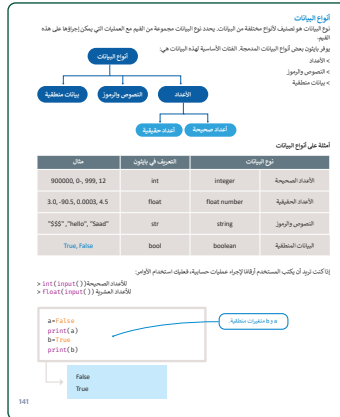 أنواع البيانات
نوع البيانات هو تصنيف لأنواع مختلفة من البيانات. يحدد نوع البيانات مجموعة من القيم مع العمليات التي يمكن إجراؤها على هذه القيم.
يوفر بايثون بعض أنواع البيانات المدمجة. الفئات الأساسية لهذه البيانات هي:
> الأعداد
> النصوص والرموز
> بيانات منطقية
أنواع البيانات
الأعداد
النصوص والرموز
بيانات منطقية
أعداد صحيحة
أعداد حقيقية
أمثلة على أنواع البيانات
نوع البيانات
التعريف في بايثون
مثال
الأعداد الصحيحة integer int 900000, 0-, 999, 12
الأعداد الحقيقية float number float 3.0, -90.5, 0.0003, 4.5
النصوص والرموز string str "$$$" ,"hello", "Saad"
البيانات المنطقية boolean bool True, False
إذا كنت تريد أن يكتب المستخدم أرقامًا لإجراء عمليات حسابية، فعليك استخدام الأوامر:
> int(input()) للأعداد الصحيحة
> float(input()) للأعداد العشرية
a=False
print(a)
b=True
print(b)
a و b متغيرات منطقية.
False
True
141